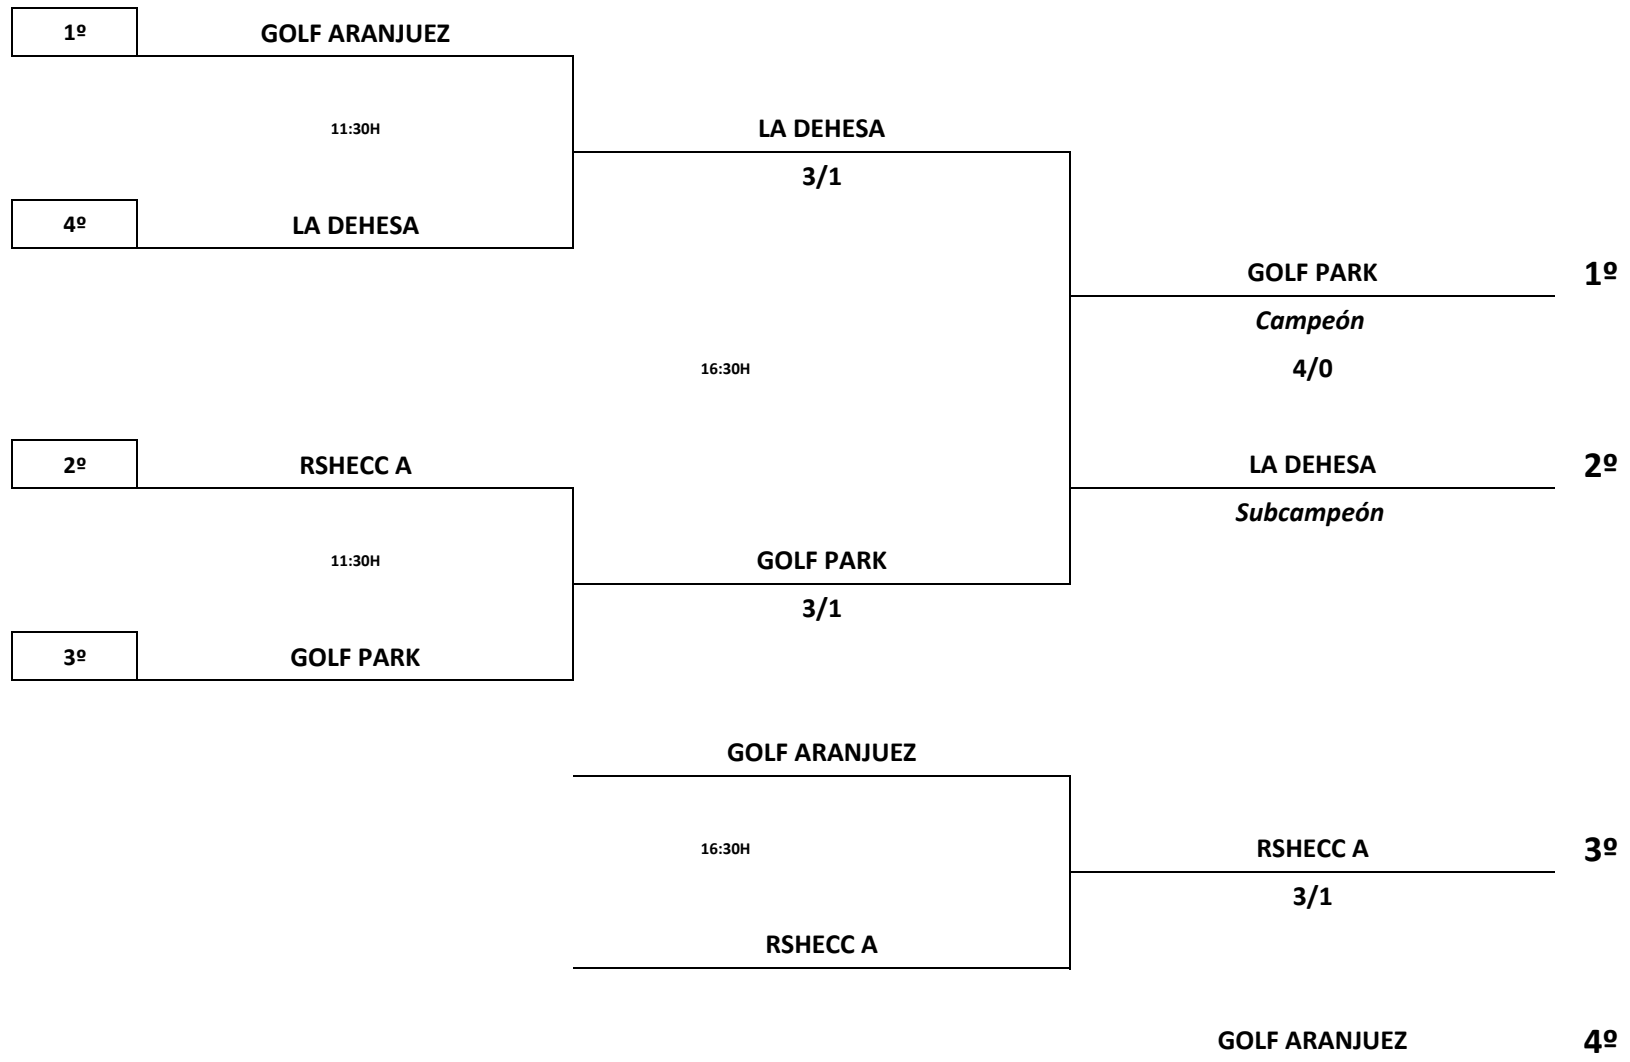 1º GOLF ARANJUEZ
11:30H
LA DEHESA
3/1
4º LA DEHESA
GOLF PARK 1º
Campeón
16:30H
4/0
2º RSHECC A
LA DEHESA 2º
Subcampeón
11:30H
GOLF PARK
3/1
3º GOLF PARK
GOLF ARANJUEZ
16:30H
RSHECC A 3º
3/1
RSHECC A
GOLF ARANJUEZ 4º